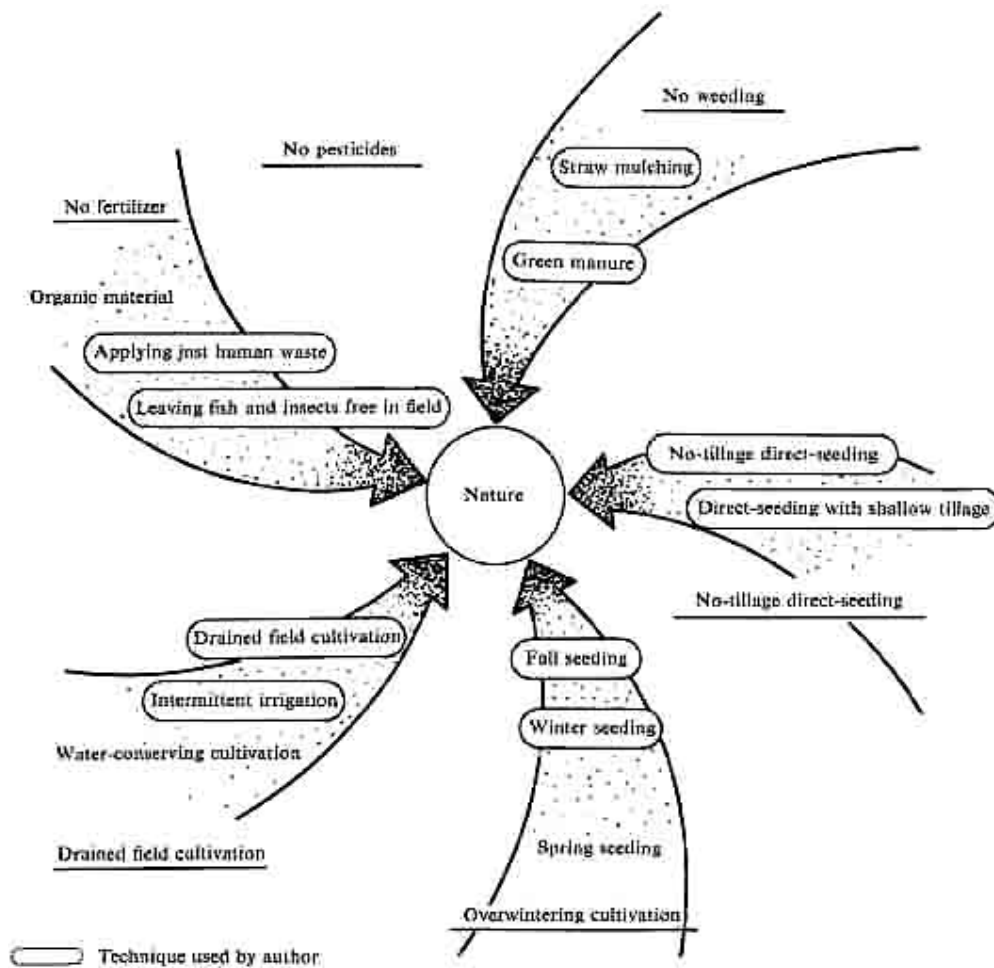 No weeding
No pesticides
Straw mulching
No fertilizer
Green manure
Organic material
Applying just human waste
Leaving fish and insects free in field
No-tillage direct-seeding
Nature
Direct-seeding with shallow tillage
No-tillage direct-seeding
Drained field cultivation
Fall seeding
Intermittent irrigation
Winter seeding
Water-conserving cultivation
Drained field cultivation
Spring seeding
Overwintering cultivation
Technique used by author